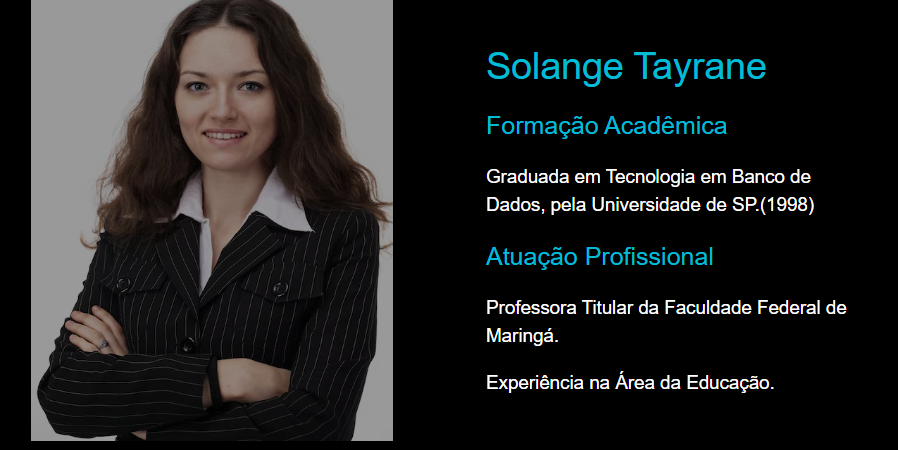 Solange Tayrane
Formação Acadêmica
Graduada em Tecnologia em Banco de
Dados, pela Universidade de SP.(1998)
Atuação Profissional
Professora Titular da Faculdade Federal de
Maringá.
Experiência na Área da Educação.